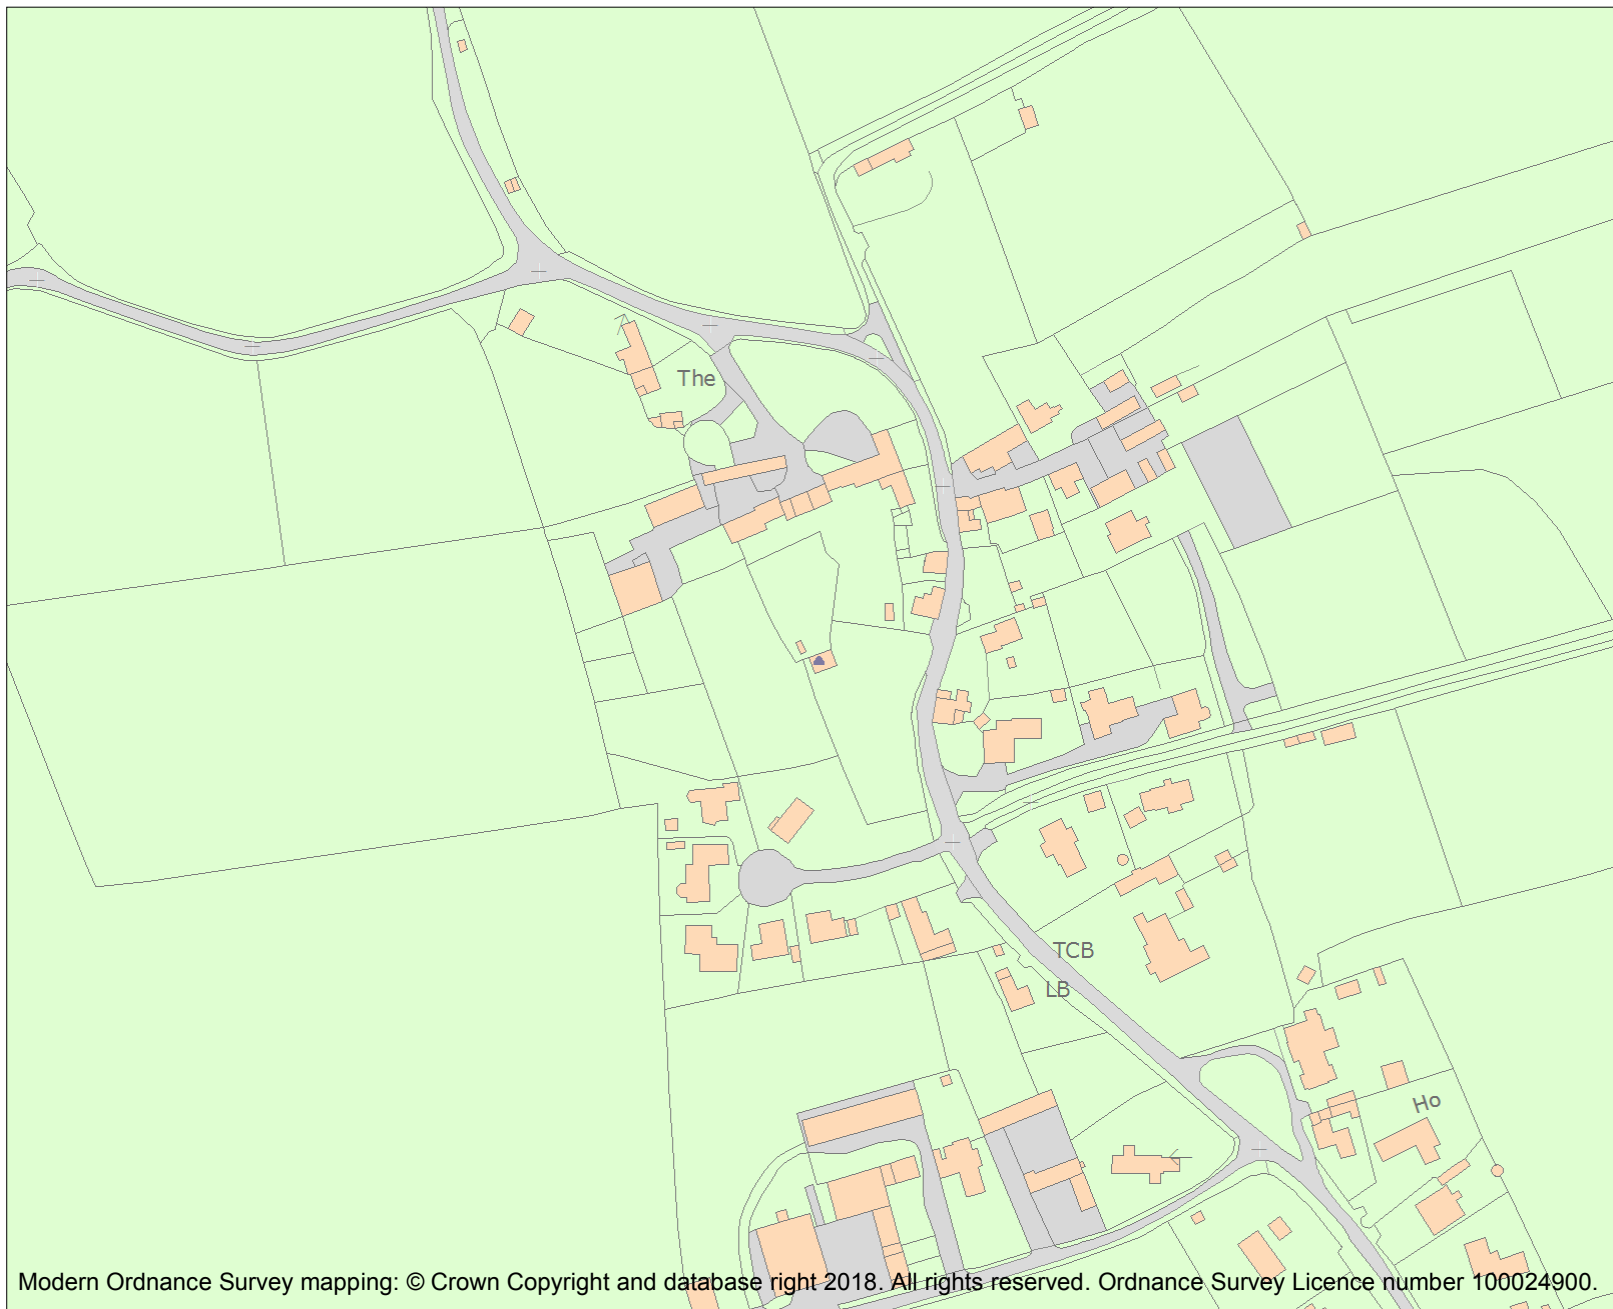 The
TCB
LB
Ho
Modern Ordnance Survey mapping: © Crown Copyright and database right 2018. All rights reserved. Ordnance Survey Licence number 100024900.